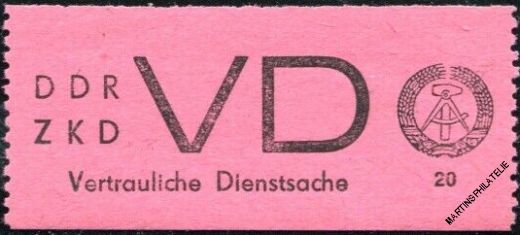 DDR
ZKD
VD
Vertrauliche Dienstsache
20
MARTINSPHILATELIE